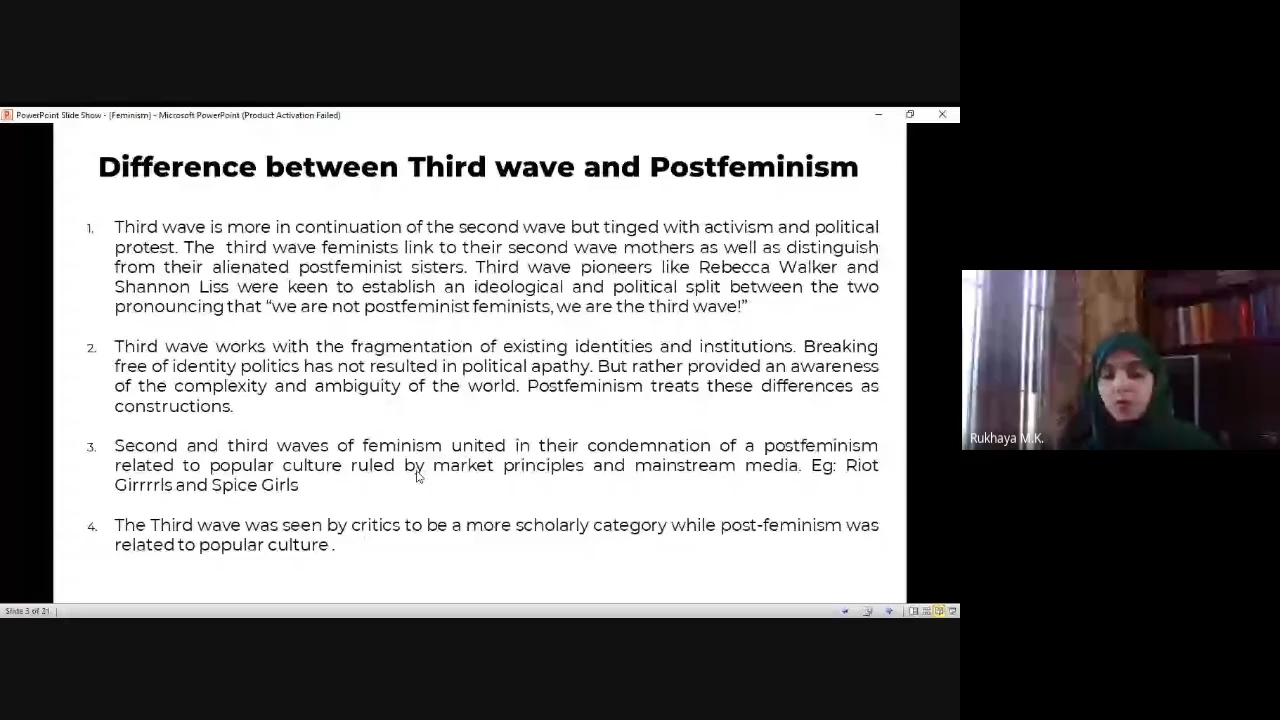 PowerPoint Slide Show - [Feminism] - Microsoft PowerPoint (Product Activation Failed)
Difference between Third wave and Postfeminism
1. Third wave is more in continuation of the second wave but tinged with activism and political
protest. The third wave feminists link to their second wave mothers as well as distinguish
from their alienated postfeminist sisters. Third wave pioneers like Rebecca Walker and
Shannon Liss were keen to establish an ideological and political split between the two
pronouncing that “we are not postfeminist feminists, we are the third wave!”
2. Third wave works with the fragmentation of existing identities and institutions. Breaking
free of identity politics has not resulted in political apathy. But rather provided an awareness
of the complexity and ambiguity of the world. Postfeminism treats these differences as
constructions.
3. Second and third waves of feminism united in their condemnation of a postfeminism
related to popular culture ruled by market principles and mainstream media. Eg: Riot
Girrrrls and Spice Girls
4. The Third wave was seen by critics to be a more scholarly category while post-feminism was
related to popular culture .
Slide 3 of 21
Rukhaya M.K.